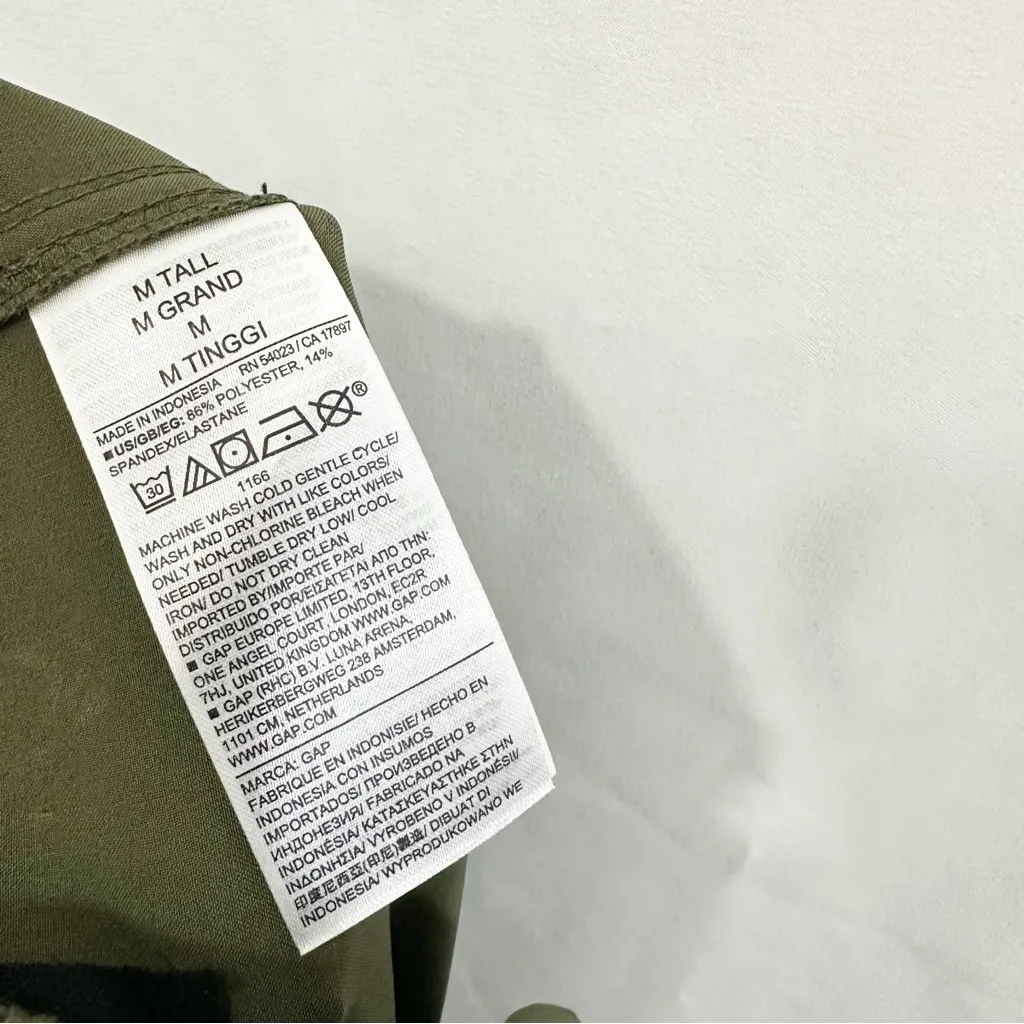 M TALL
M GRAND
M
M TINGGI
MADE IN INDONESIA RN 54023 / CA 17897
■US/GB/EG: 86% POLYESTER, 14%
SPANDEX/ELASTANE
30
®
1166
MACHINE WASH COLD GENTLE CYCLE/
WASH AND DRY WITH LIKE COLORS/
ONLY NON-CHLORINE BLEACH WHEN
NEEDED/ TUMBLE DRY LOW/ COOL
IRON/ DO NOT DRY CLEAN
IMPORTED BY/IMPORTE PAR/
DISTRIBUIDO POR/ΕΙΣΑΓΕΤΑΙ ΑΠΟ ΤΗΝ:
■ GAP EUROPE LIMITED, 13TH FLOOR,
ONE ANGEL COURT, LONDON, EC2R
7HJ, UNITED KINGDOM WWW.GAP.COM
■ GAP (RHC) B.V. LUNA ARENA,
HERIKERBERGWEG 238 AMSTERDAM,
1101 CM, NETHERLANDS
WWW.GAP.COM
MARCA: GAP
FABRIQUE EN INDONISIE/ HECHO EN
INDONESIA CON INSUMOS
IMPORTADOS/ ПРОИЗВЕДЕНО В
ИНДОНЕЗИЯ/ FABRICADO NA
INDONÉSIA/ ΚΑΤΑΣΚΕΥΑΣΤΗΚΕ ΣΤΗΝ
ΙΝΔΟΝΗΣΙΑ/ VYROBENO V INDONÉSII/
印度尼西亞(印尼)製造/ DIBUAT DI
INDONESIA/ WYPRODUKOWANO WE